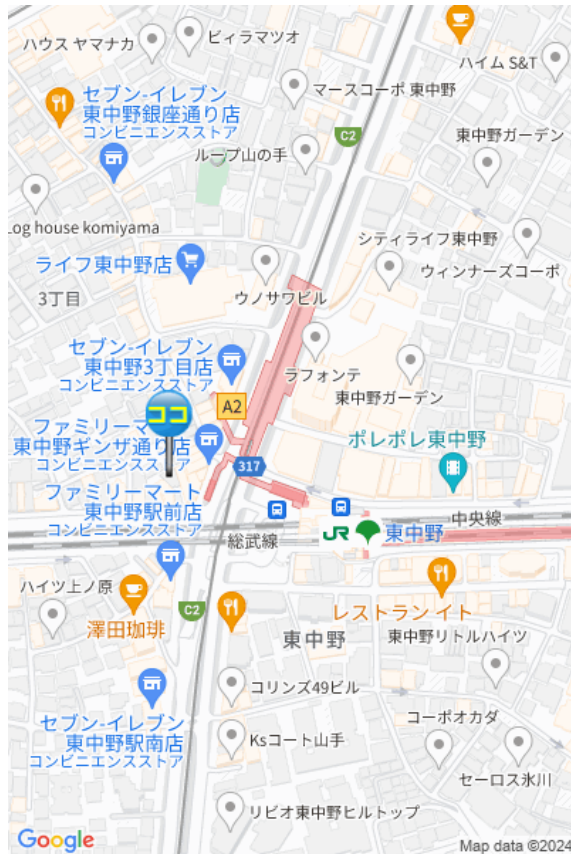 ハウス ヤマナカ
ビィラマツオ
ハイム S&T
セブン-イレブン
東中野銀座通り店
コンビニエンスストア
マースコーポ 東中野
C2
東中野ガーデン
ループ山の手
Log house komiyama
シティライフ東中野
ライフ東中野店
ウィンナーズコーポ
3丁目
ウノサワビル
セブン-イレブン
東中野3丁目店
コンビニエンスストア
ラフォンテ
東中野ガーデン
A2
ココ
ファミリーマート
東中野ギンザ通り店
コンビニエンスストア
ポレポレ東中野
317
ファミリーマート
東中野駅前店
コンビニエンスストア
中央線
総武線
JR
東中野
ハイツ上ノ原
C2
澤田珈琲
レストラン イト
東中野
東中野リトルハイツ
コリンズ49ビル
セブン-イレブン
東中野駅南店
コンビニエンスストア
コーポオカダ
Ksコート山手
セーロス氷川
リビオ東中野ヒルトップ
Google
Map data ©2024